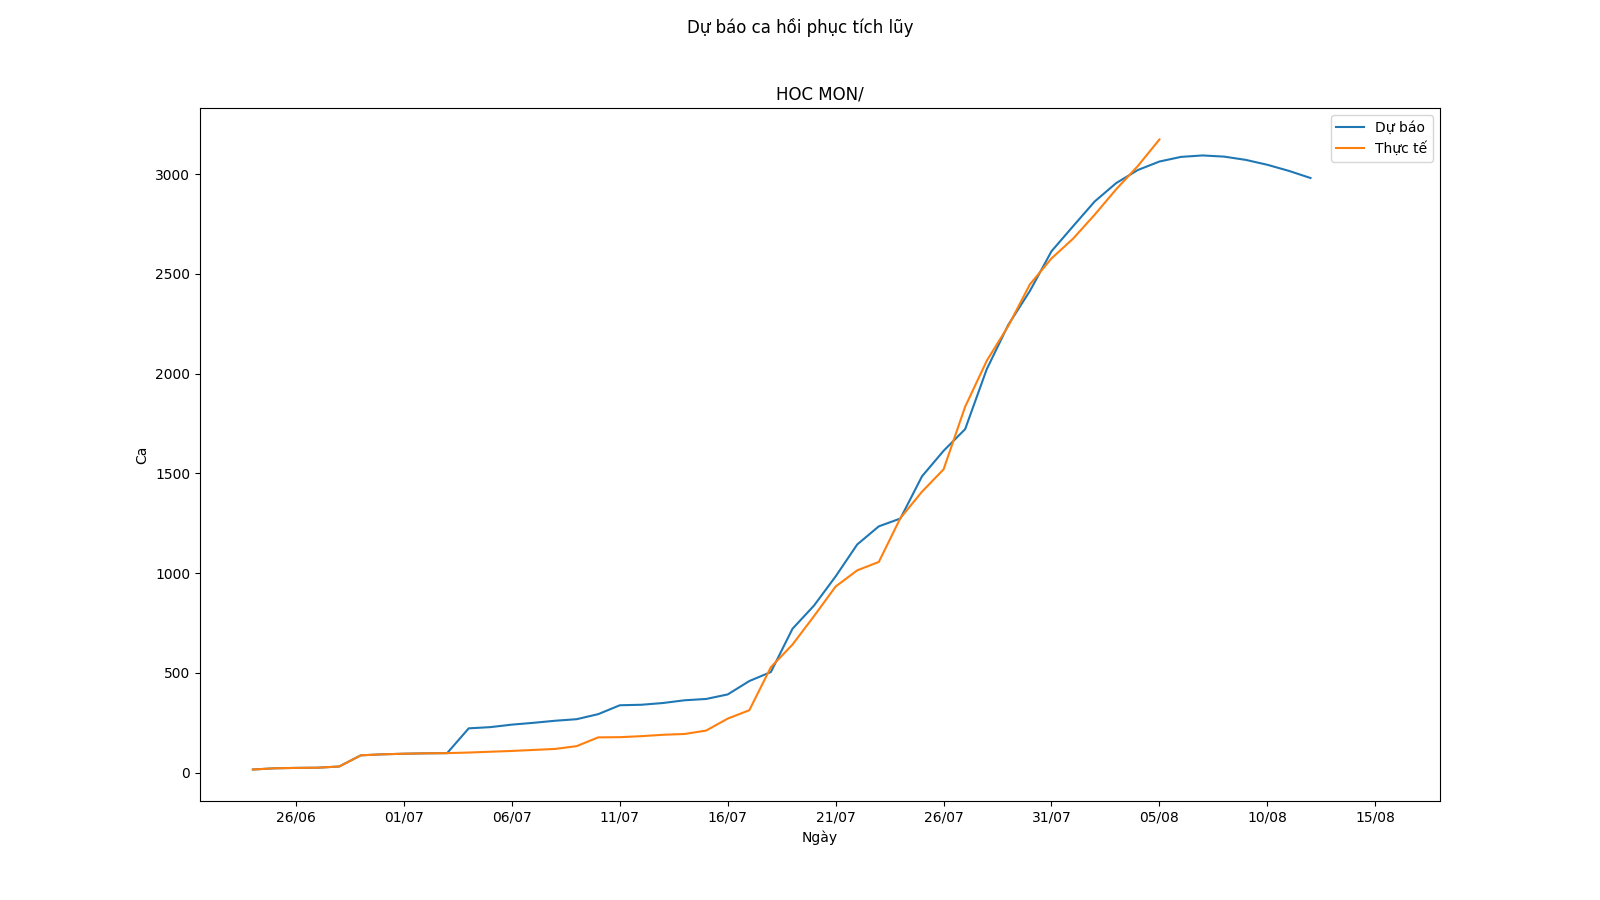 Dự báo ca hồi phục tích lũy
HOC MON/
Dự báo
Thực tế
3000
2500
2000
1500
1000
500
0
Ca
26/06 01/07 06/07 11/07 16/07 21/07 26/07 31/07 05/08 10/08 15/08
Ngày